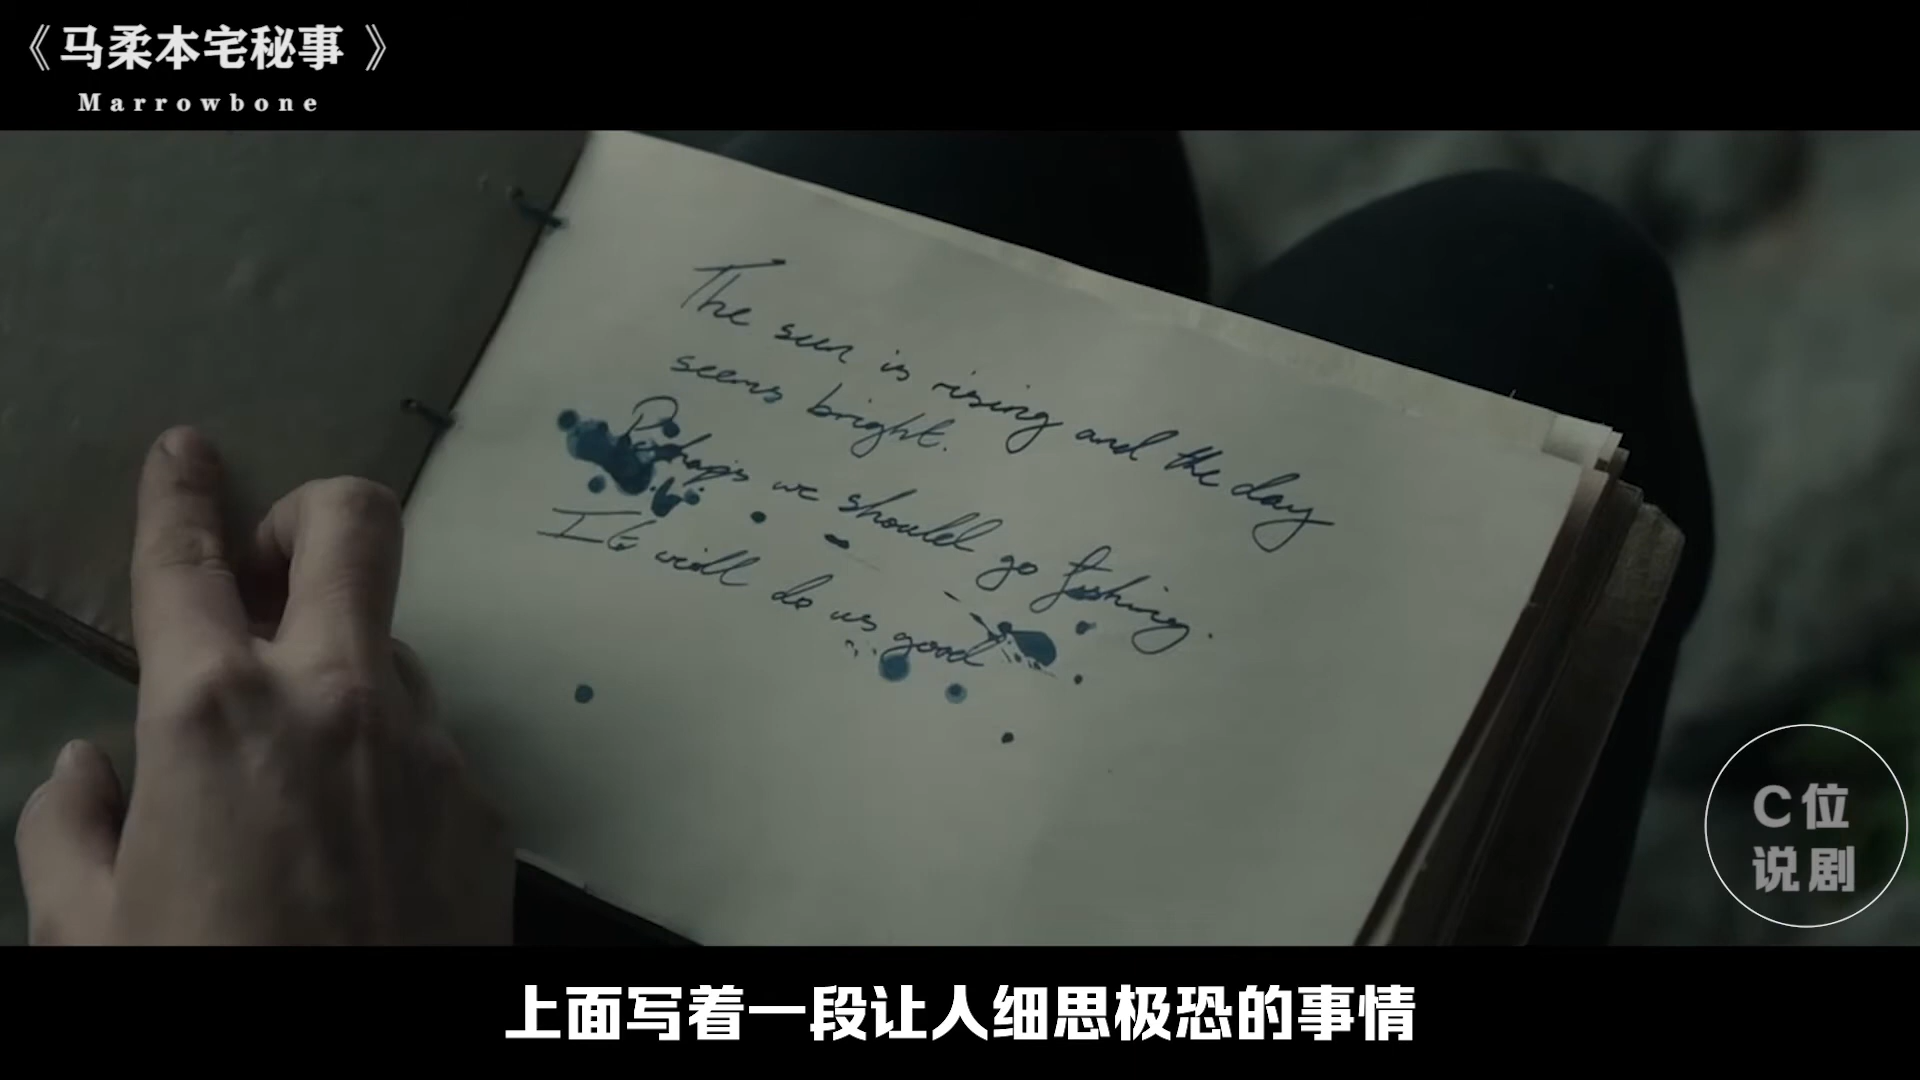 《马柔本宅秘事》
Marrowbone
The sun is rising and the day
seems bright.
Perhaps we should go fishing.
It will do us good
C位
说剧
上面写着一段让人细思极恐的事情